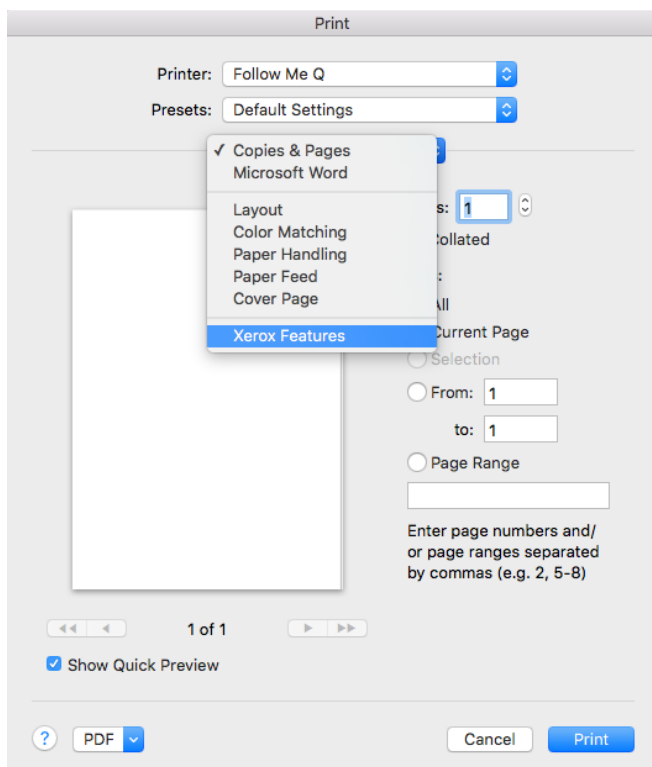 Print
Printer: Follow Me Q
Presets: Default Settings
✓ Copies & Pages
Microsoft Word
Layout
Color Matching
Paper Handling
Paper Feed
Cover Page
Xerox Features
s: 1
ollated
:
All
Current Page
Selection
From: 1
to: 1
Page Range
Enter page numbers and/
or page ranges separated
by commas (e.g. 2, 5-8)
1 of 1
Show Quick Preview
? PDF Cancel Print